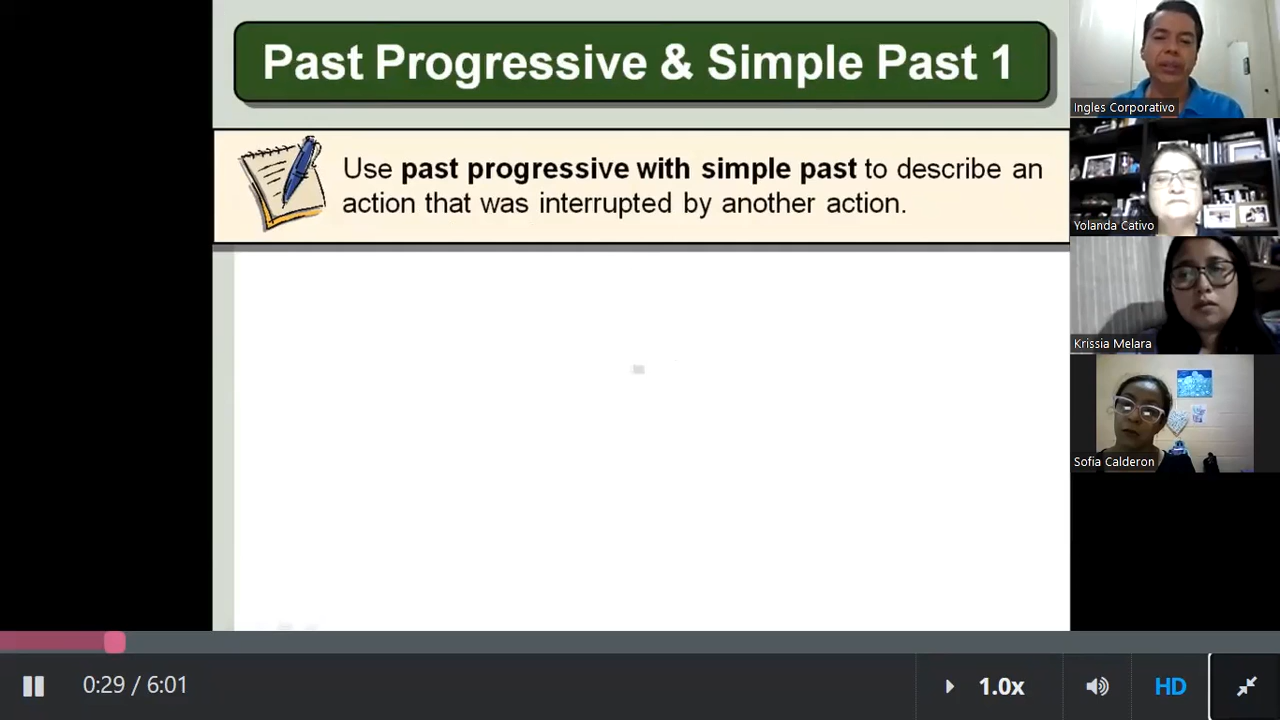 Past Progressive & Simple Past 1
Use past progressive with simple past to describe an
action that was interrupted by another action.
Ingles Corporativo
Yolanda Cativo
Krissia Melara
Sofia Calderon
0:29 / 6:01
1.0x
HD